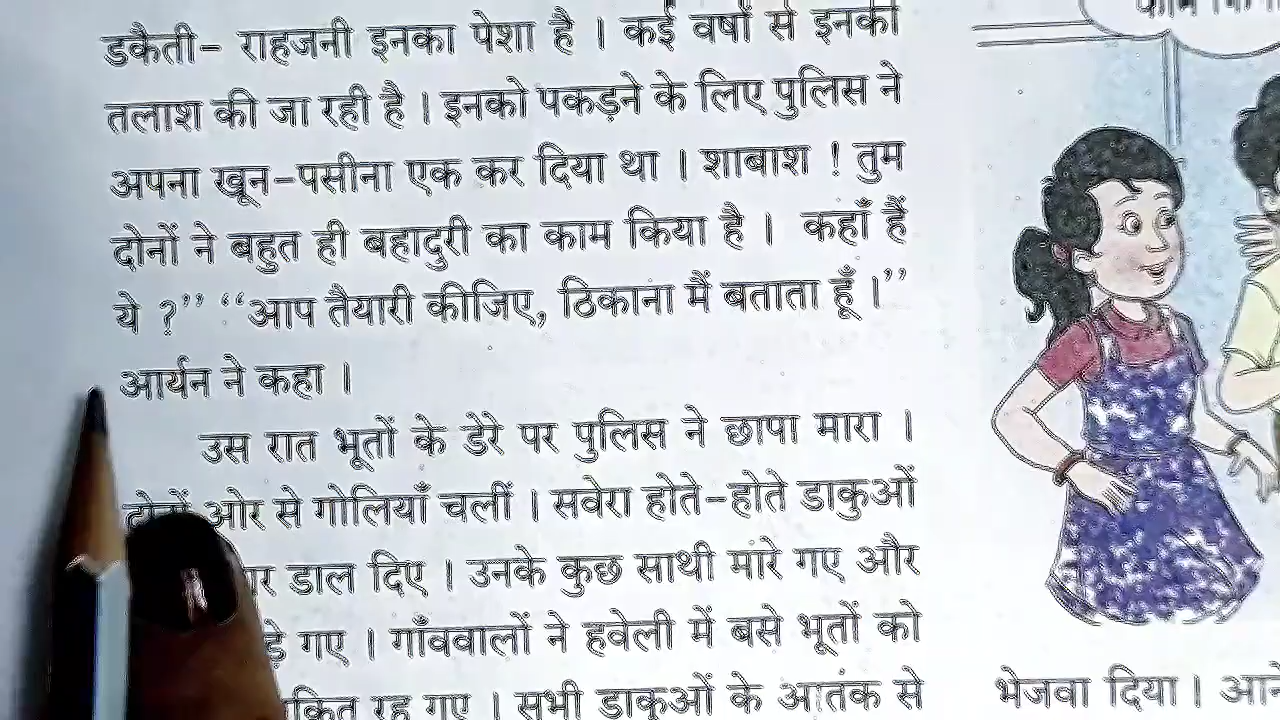 डकैती- राहजनी इनका पेशा है । कई वर्षों से इनकी
तलाश की जा रही है । इनको पकड़ने के लिए पुलिस ने
अपना खून-पसीना एक कर दिया था । शाबाश ! तुम
दोनों ने बहुत ही बहादुरी का काम किया है । कहाँ हैं
ये ?” “आप तैयारी कीजिए, ठिकाना मैं बताता हूँ ।”
आर्यन ने कहा ।
उस रात भूतों के डेरे पर पुलिस ने छापा मारा ।
दोनों ओर से गोलियाँ चलीं । सवेरा होते-होते डाकुओं
डाल दिए । उनके कुछ साथी मारे गए और
गए । गाँववालों ने हवेली में बसे भूतों को
रह गए । सभी डाकुओं के आतंक से
भेजवा दिया ।